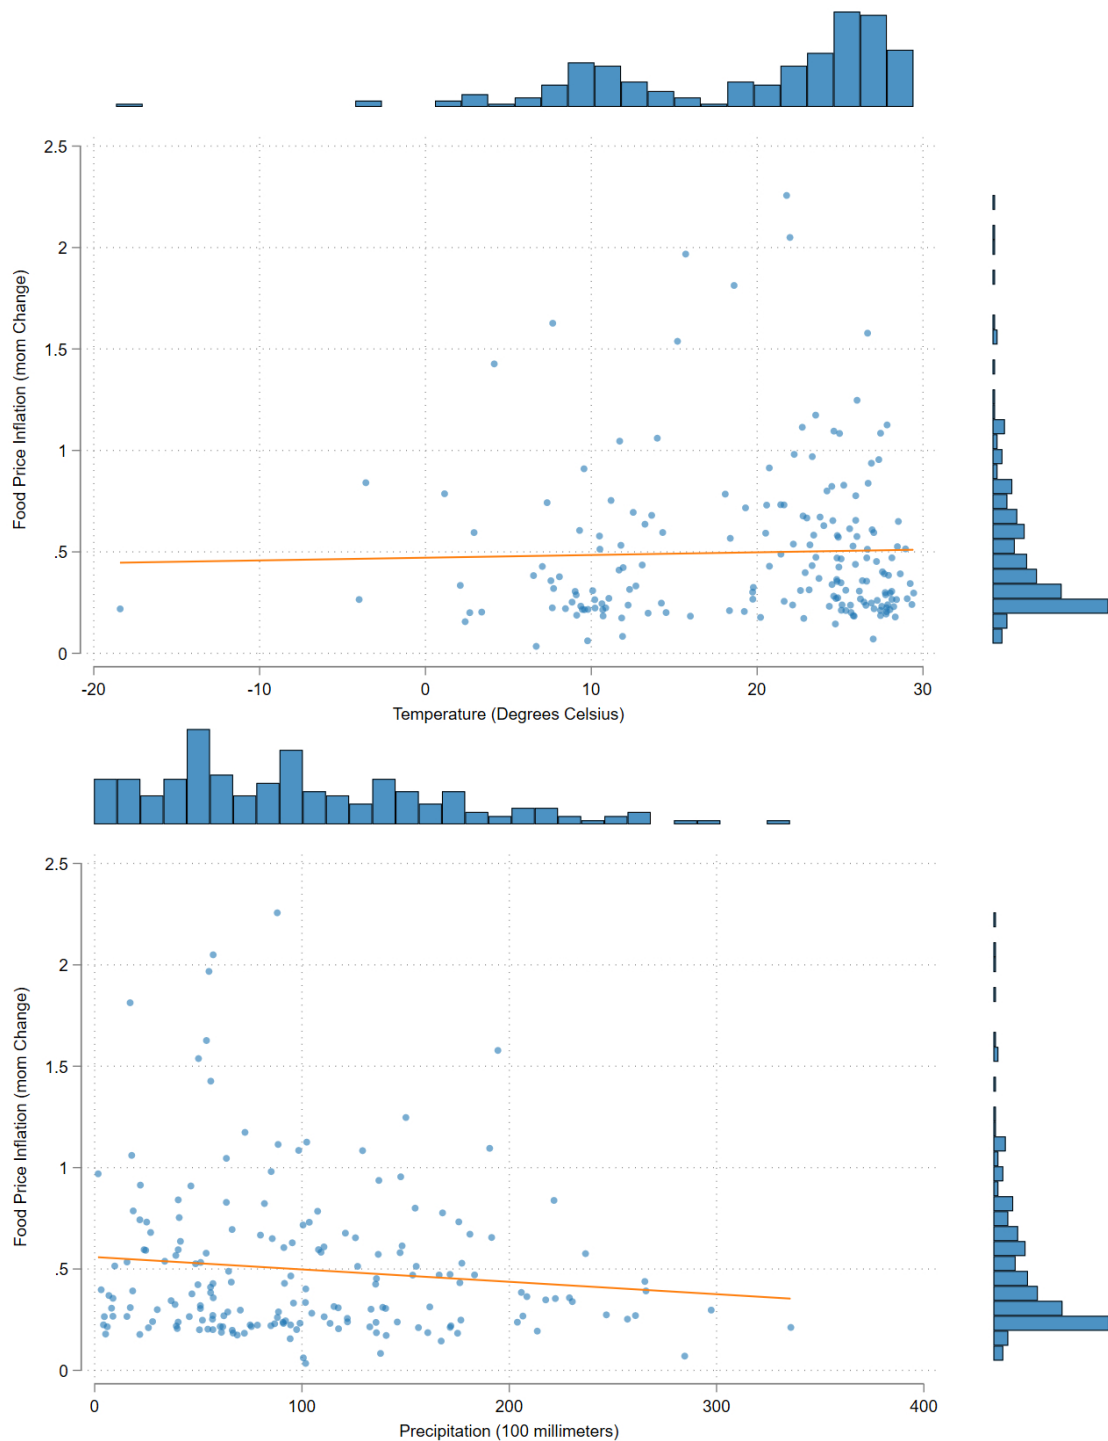 2.5
2
1.5
1
.5
0
Food Price Inflation (mom Change)
-20 -10 0 10 20 30
Temperature (Degrees Celsius)
2.5
2
1.5
1
.5
0
Food Price Inflation (mom Change)
0 100 200 300 400
Precipitation (100 millimeters)